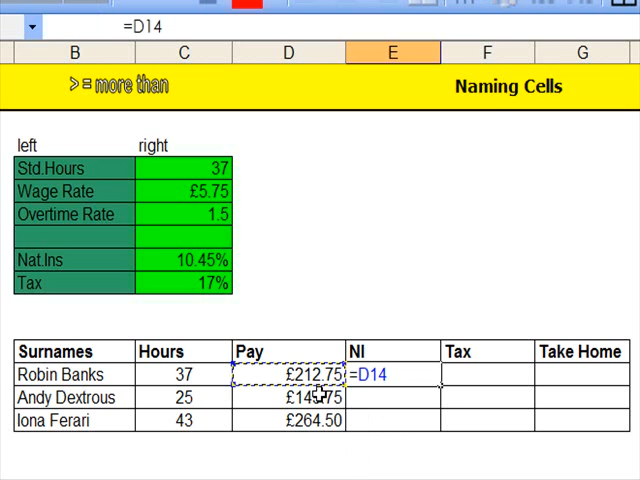 =D14
B C D E F G
> = more than Naming Cells
left right
Std.Hours 37
Wage Rate £5.75
Overtime Rate 1.5
Nat.Ins 10.45%
Tax 17%
Surnames Hours Pay NI Tax Take Home
Robin Banks 37 £212.75 =D14
Andy Dextrous 25
Iona Ferari 43 £264.50